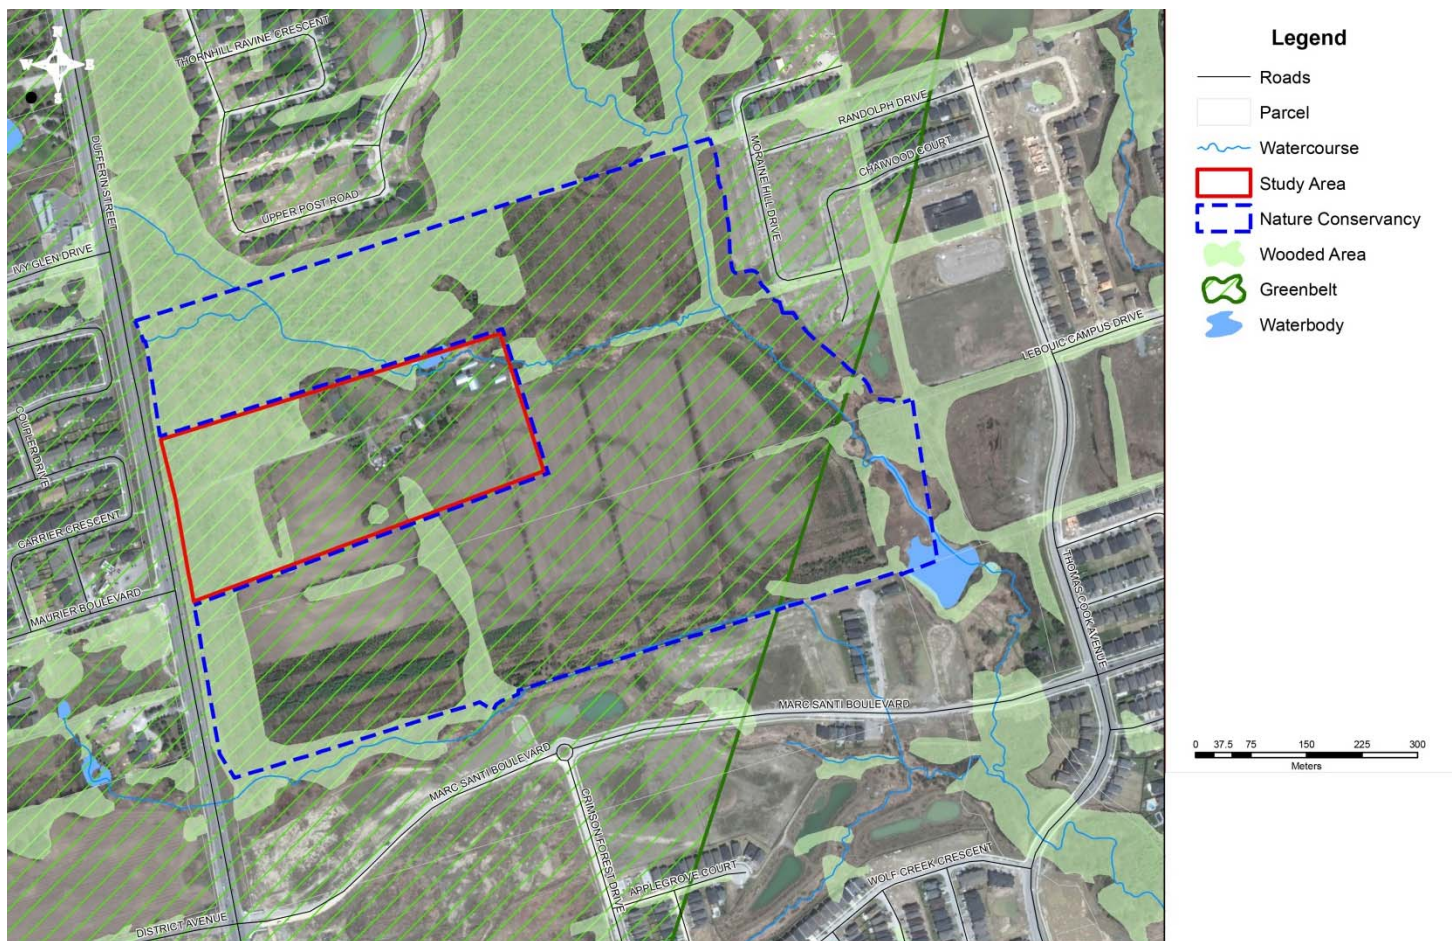 N
W E
S
THORNHILL RAVINE CRESCENT
DUFFERIN STREET
UPPER POST ROAD
IVY GLEN DRIVE
RANDOLPH DRIVE
CHAIWOOD COURT
MORAINE HILL DRIVE
LEBOUIC CAMPUS DRIVE
COUPLER DRIVE
CARRIER CRESCENT
MAURIER BOULEVARD
THOMAS COOK AVENUE
MARC SANTI BOULEVARD
MARC SANTI BOULEVARD
CRIMSON FOREST DRIVE
APPLEGROVE COURT
WOLF CREEK CRESCENT
DISTRICT AVENUE
Legend
Roads
Parcel
Watercourse
Study Area
Nature Conservancy
Wooded Area
Greenbelt
Waterbody
0 37.5 75 150 225 300
Meters